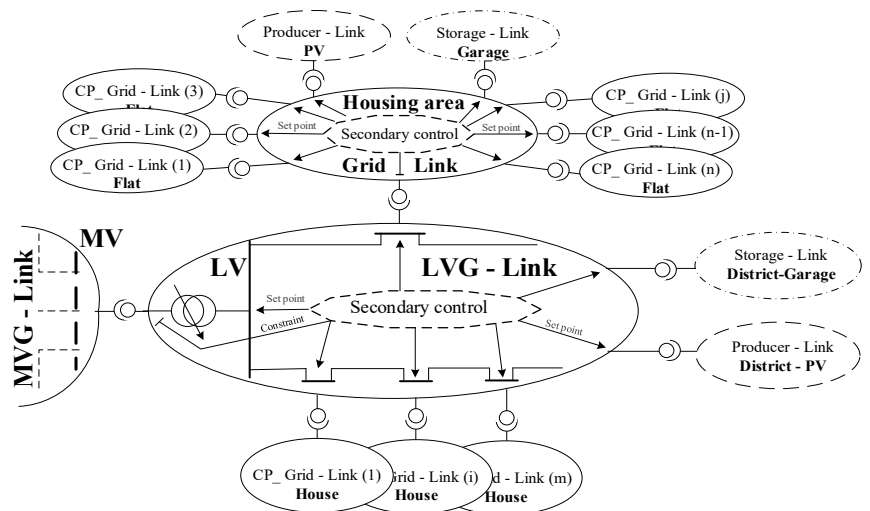 Producer - Link
PV
Storage - Link
Garage
CP_ Grid - Link (3)
CP_ Grid - Link (2)
CP_ Grid - Link (1)
Flat
Housing area
Set point
Secondary control
Set point
Grid Link
CP_ Grid - Link (j)
CP_ Grid - Link (n-1)
CP_ Grid - Link (n)
Flat
MVG - Link
MV
LV
LVG - Link
Set point
Constraint
Secondary control
Set point
Storage - Link
District-Garage
Producer - Link
District - PV
CP_ Grid - Link (1)
House
Grid - Link (i)
House
d - Link (m)
House